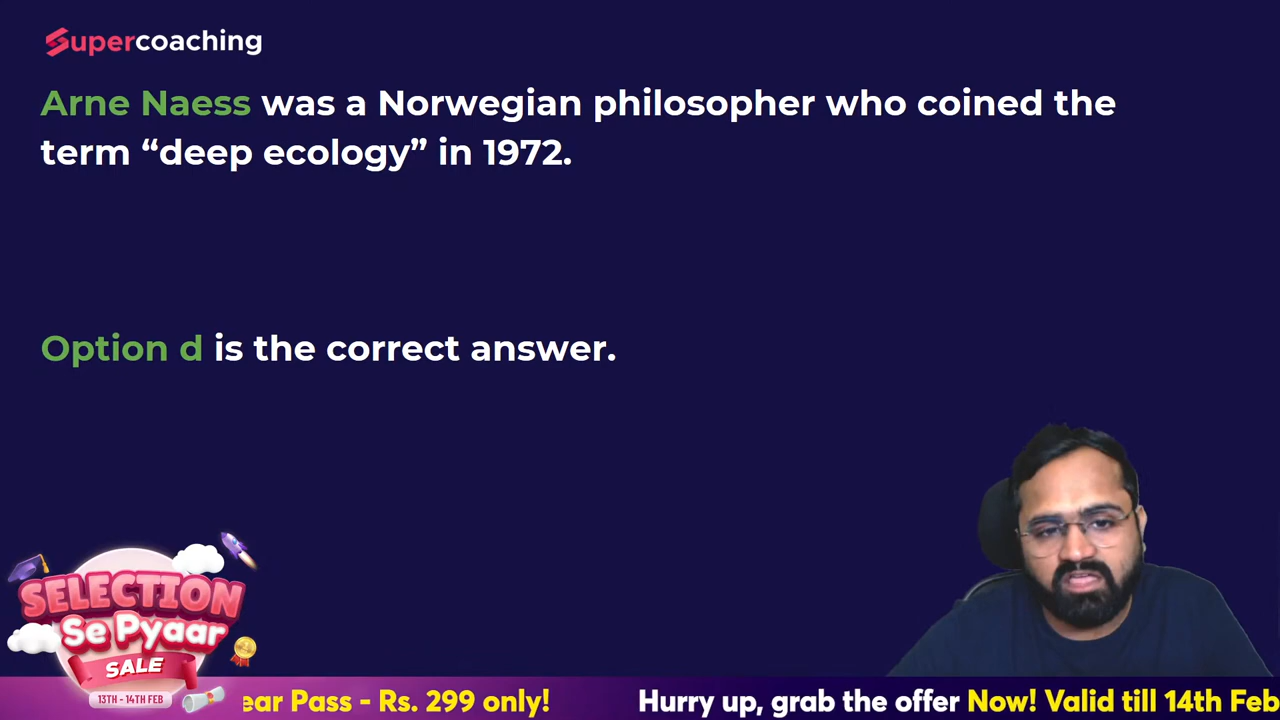 Supercoaching
Arne Naess was a Norwegian philosopher who coined the
term “deep ecology” in 1972.
Option d is the correct answer.
SELECTION
Se Pyaar
SALE
13TH - 14TH FEB
ear Pass - Rs. 299 only! Hurry up, grab the offer Now! Valid till 14th Feb